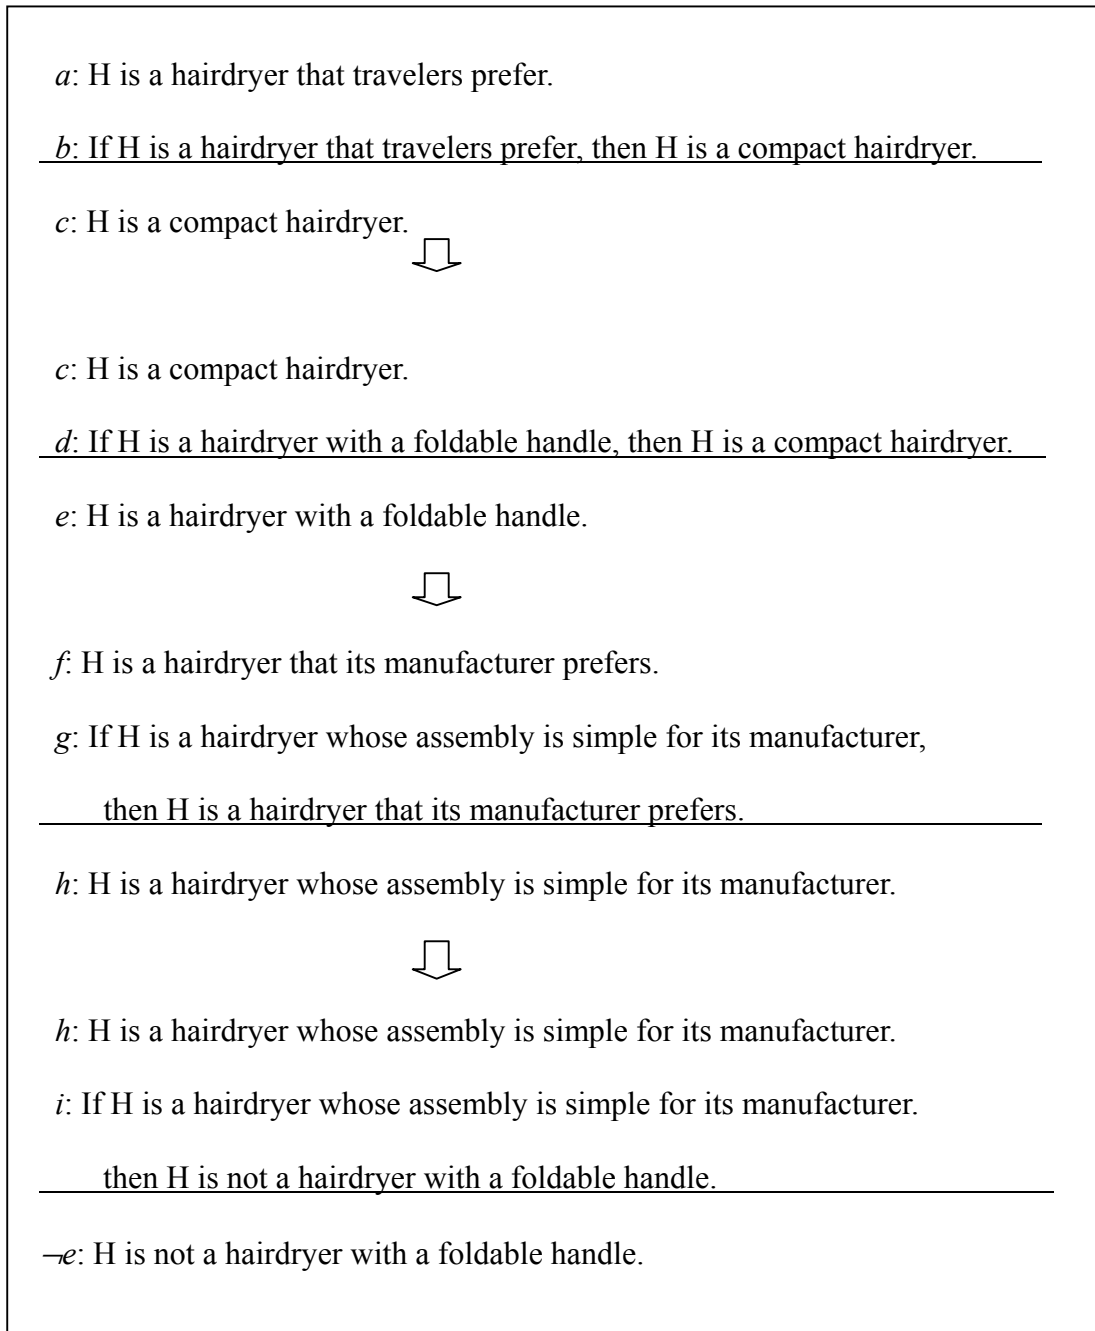 a: H is a hairdryer that travelers prefer.
b: If H is a hairdryer that travelers prefer, then H is a compact hairdryer.
c: H is a compact hairdryer.
c: H is a compact hairdryer.
d: If H is a hairdryer with a foldable handle, then H is a compact hairdryer.
e: H is a hairdryer with a foldable handle.
f: H is a hairdryer that its manufacturer prefers.
g: If H is a hairdryer whose assembly is simple for its manufacturer,
then H is a hairdryer that its manufacturer prefers.
h: H is a hairdryer whose assembly is simple for its manufacturer.
h: H is a hairdryer whose assembly is simple for its manufacturer.
i: If H is a hairdryer whose assembly is simple for its manufacturer.
then H is not a hairdryer with a foldable handle.
¬e: H is not a hairdryer with a foldable handle.